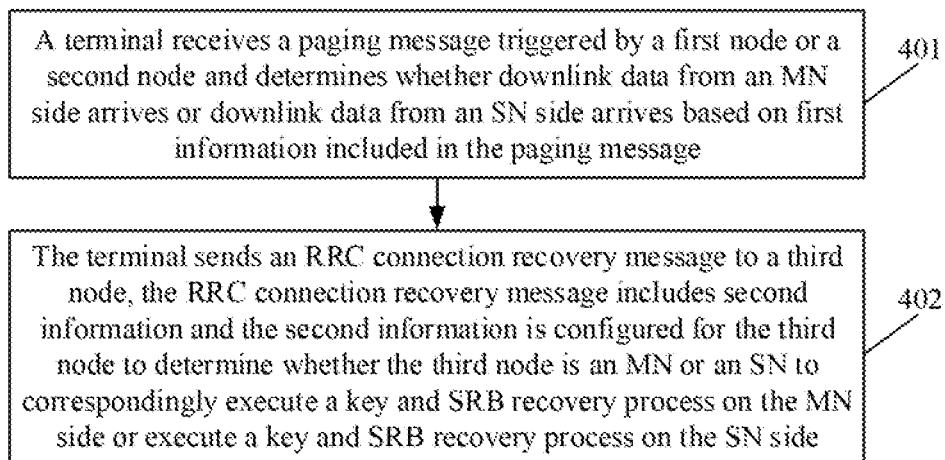 A terminal receives a paging message triggered by a first node or a
second node and determines whether downlink data from an MN
side arrives or downlink data from an SN side arrives based on first
information included in the paging message
401
The terminal sends an RRC connection recovery message to a third
node, the RRC connection recovery message includes second
information and the second information is configured for the third
node to determine whether the third node is an MN or an SN to
correspondingly execute a key and SRB recovery process on the MN
side or execute a key and SRB recovery process on the SN side
402